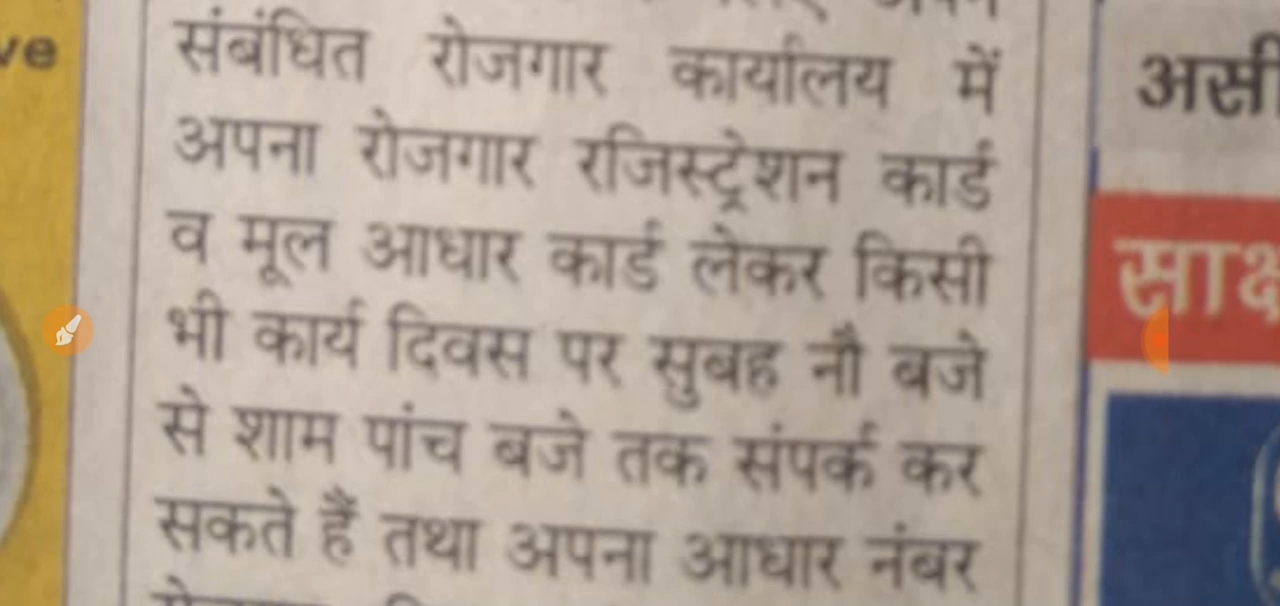 ve
संबंधित रोजगार कार्यालय में
अपना रोजगार रजिस्ट्रेशन कार्ड
व मूल आधार कार्ड लेकर किसी
भी कार्य दिवस पर सुबह नौ बजे
से शाम पांच बजे तक संपर्क कर
सकते हैं तथा अपना आधार नंबर